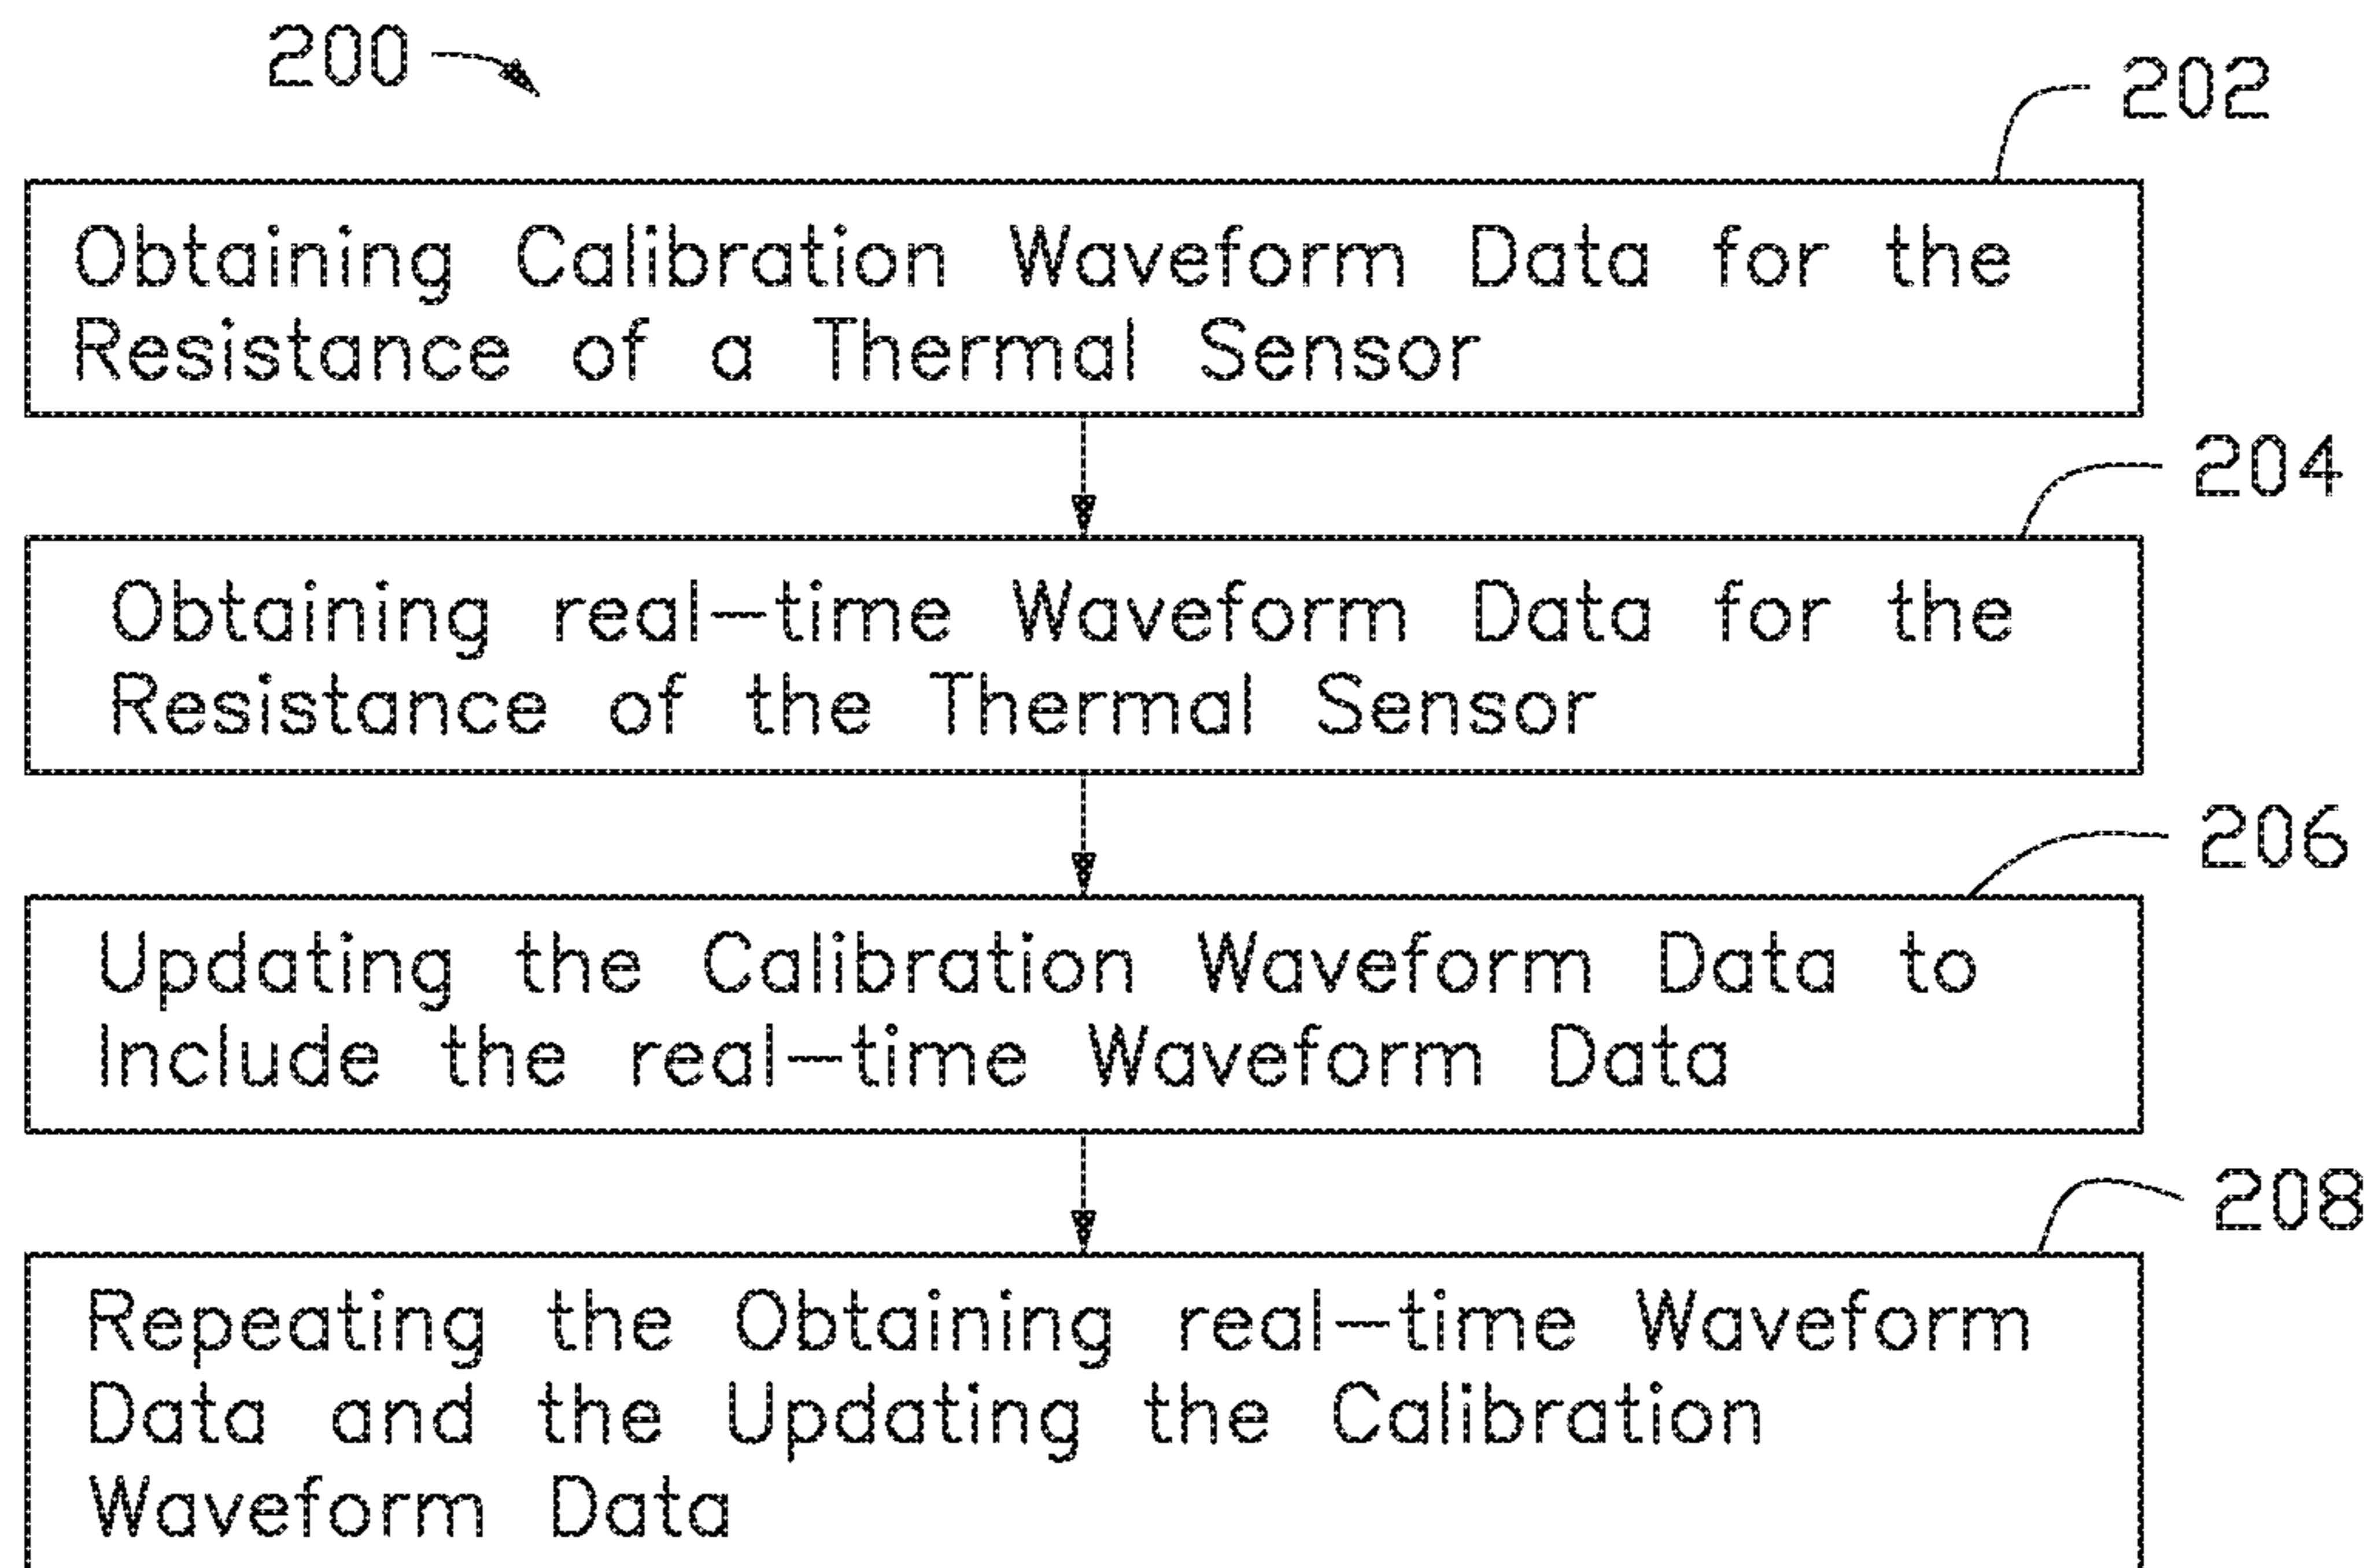 200
202
Obtaining Calibration Waveform Data for the
Resistance of a Thermal Sensor
204
Obtaining real-time Waveform Data for the
Resistance of the Thermal Sensor
206
Updating the Calibration Waveform Data to
Include the real-time Waveform Data
208
Repeating the Obtaining real-time Waveform
Data and the Updating the Calibration
Waveform Data